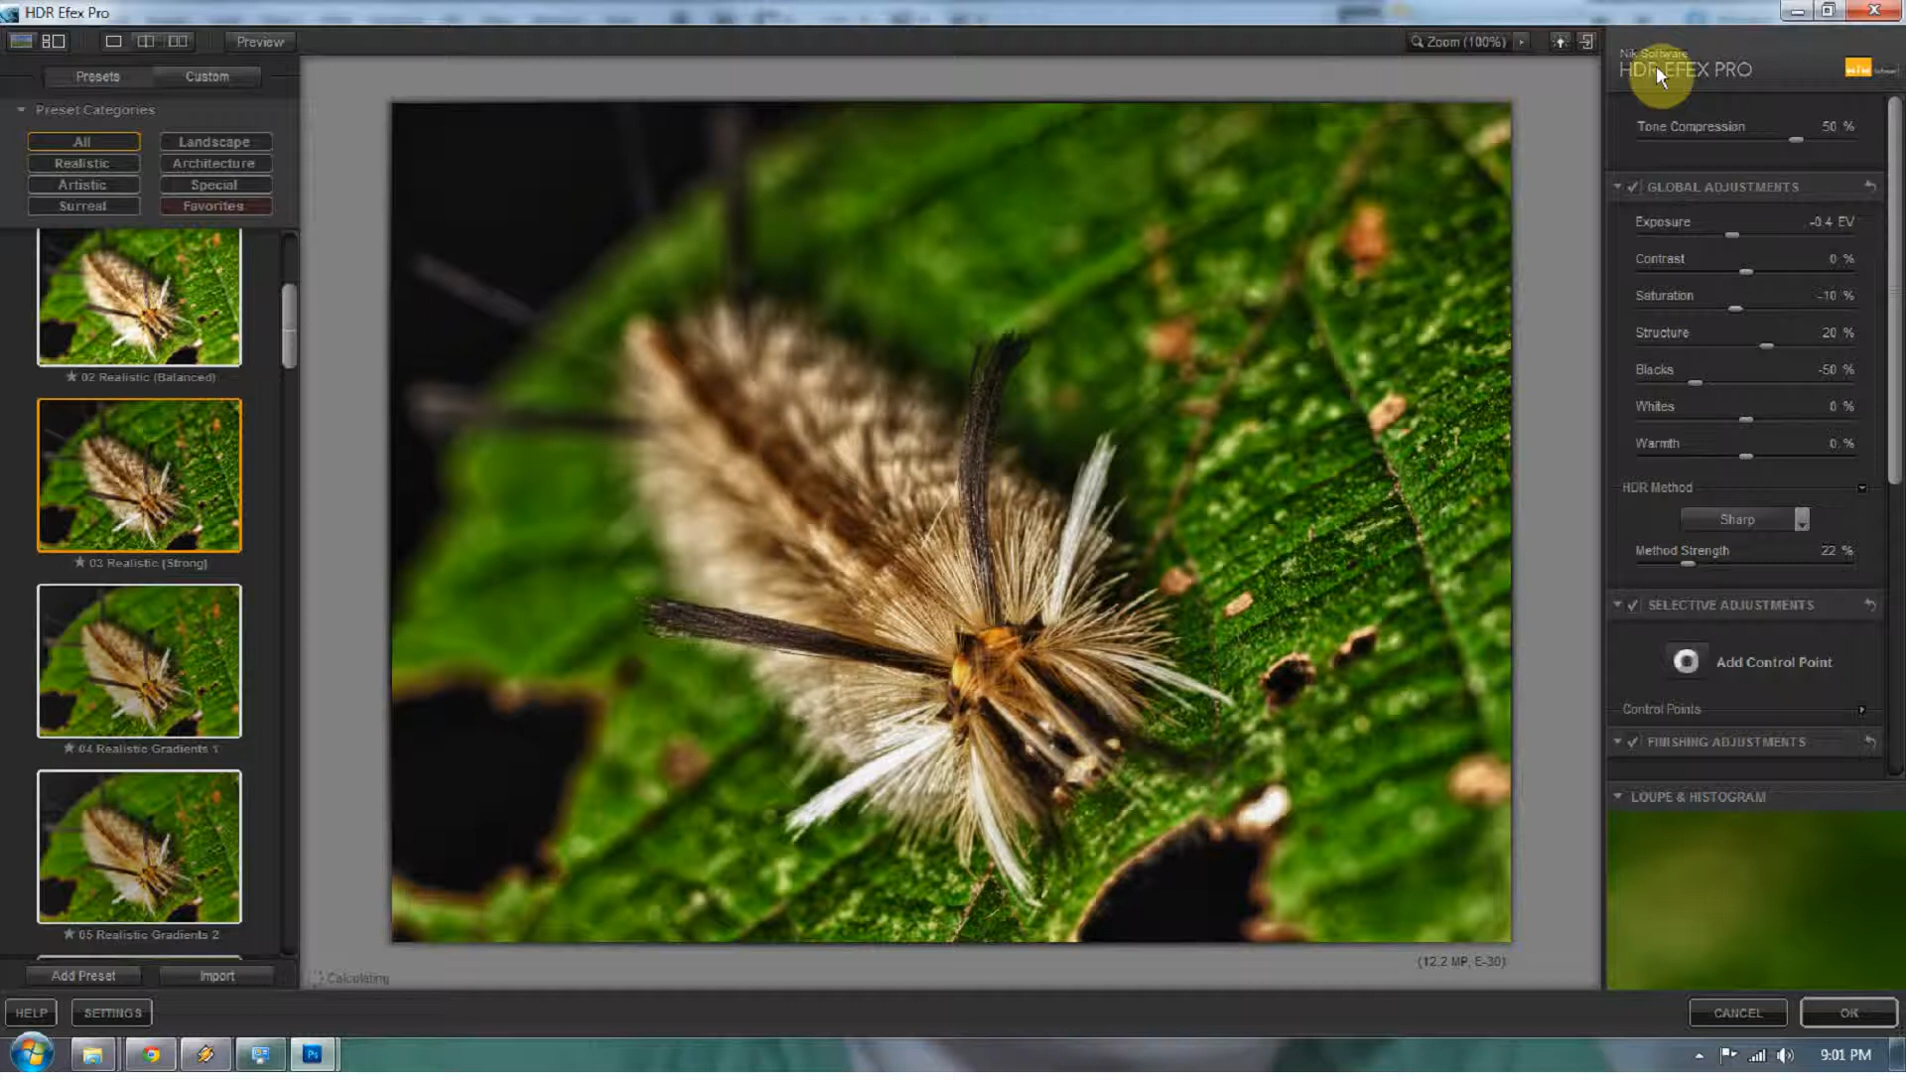 HDR Efex Pro
Preview
Zoom (100%)
Presets
Custom
Preset Categories
All
Landscape
Realistic
Architecture
Artistic
Special
Surreal
Favorites
★ 02 Realistic (Balanced)
★ 03 Realistic (Strong)
★ 04 Realistic Gradients 1
★ 05 Realistic Gradients 2
Add Preset
Import
Calculating
(12.2 MP, E-30)
HELP
SETTINGS
Nik Software
HDR EFEX PRO
Tone Compression 50 %
GLOBAL ADJUSTMENTS
Exposure -0.4 EV
Contrast 0 %
Saturation -10 %
Structure 20 %
Blacks -50 %
Whites 0 %
Warmth 0 %
HDR Method
Sharp
Method Strength 22 %
SELECTIVE ADJUSTMENTS
Add Control Point
Control Points
FINISHING ADJUSTMENTS
LOUPE & HISTOGRAM
CANCEL
OK
Ps
9:01 PM